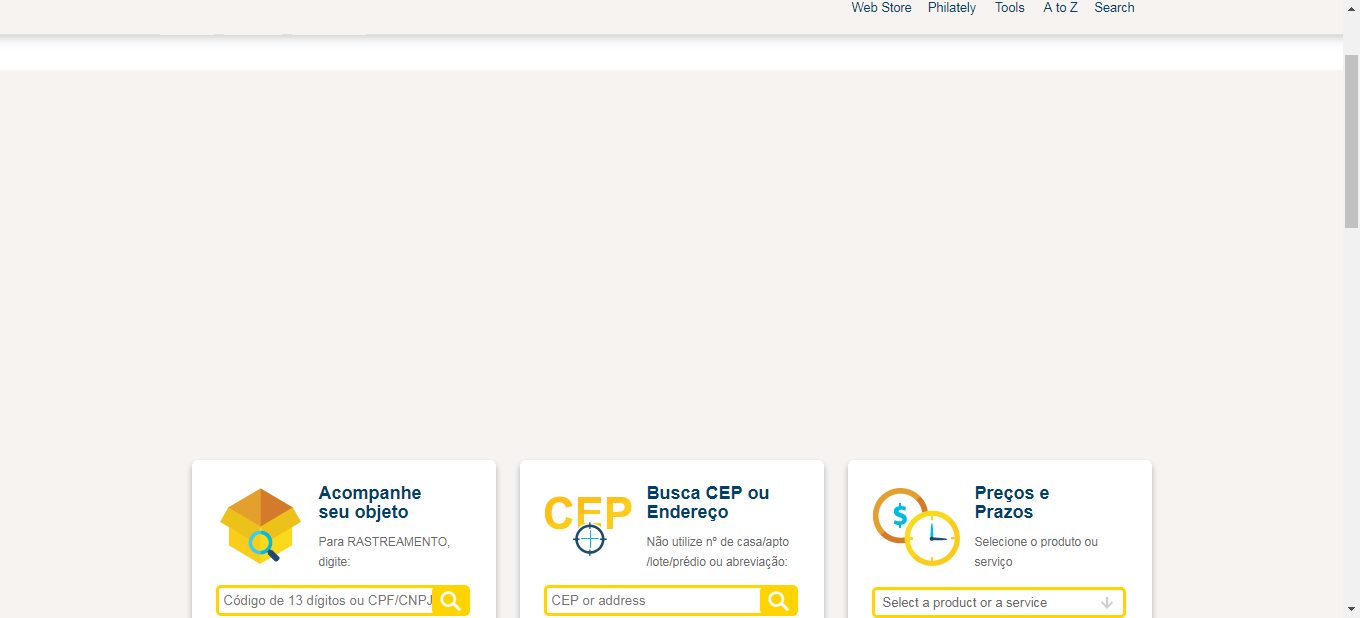 Web Store Philately Tools A to Z Search
Acompanhe
seu objeto
Para RASTREAMENTO,
digite:
Código de 13 dígitos ou CPF/CNPJ
CEP
Busca CEP ou
Endereço
Não utilize nº de casa/apto
/lote/prédio ou abreviação:
CEP or address
$
Preços e
Prazos
Selecione o produto ou
serviço
Select a product or a service